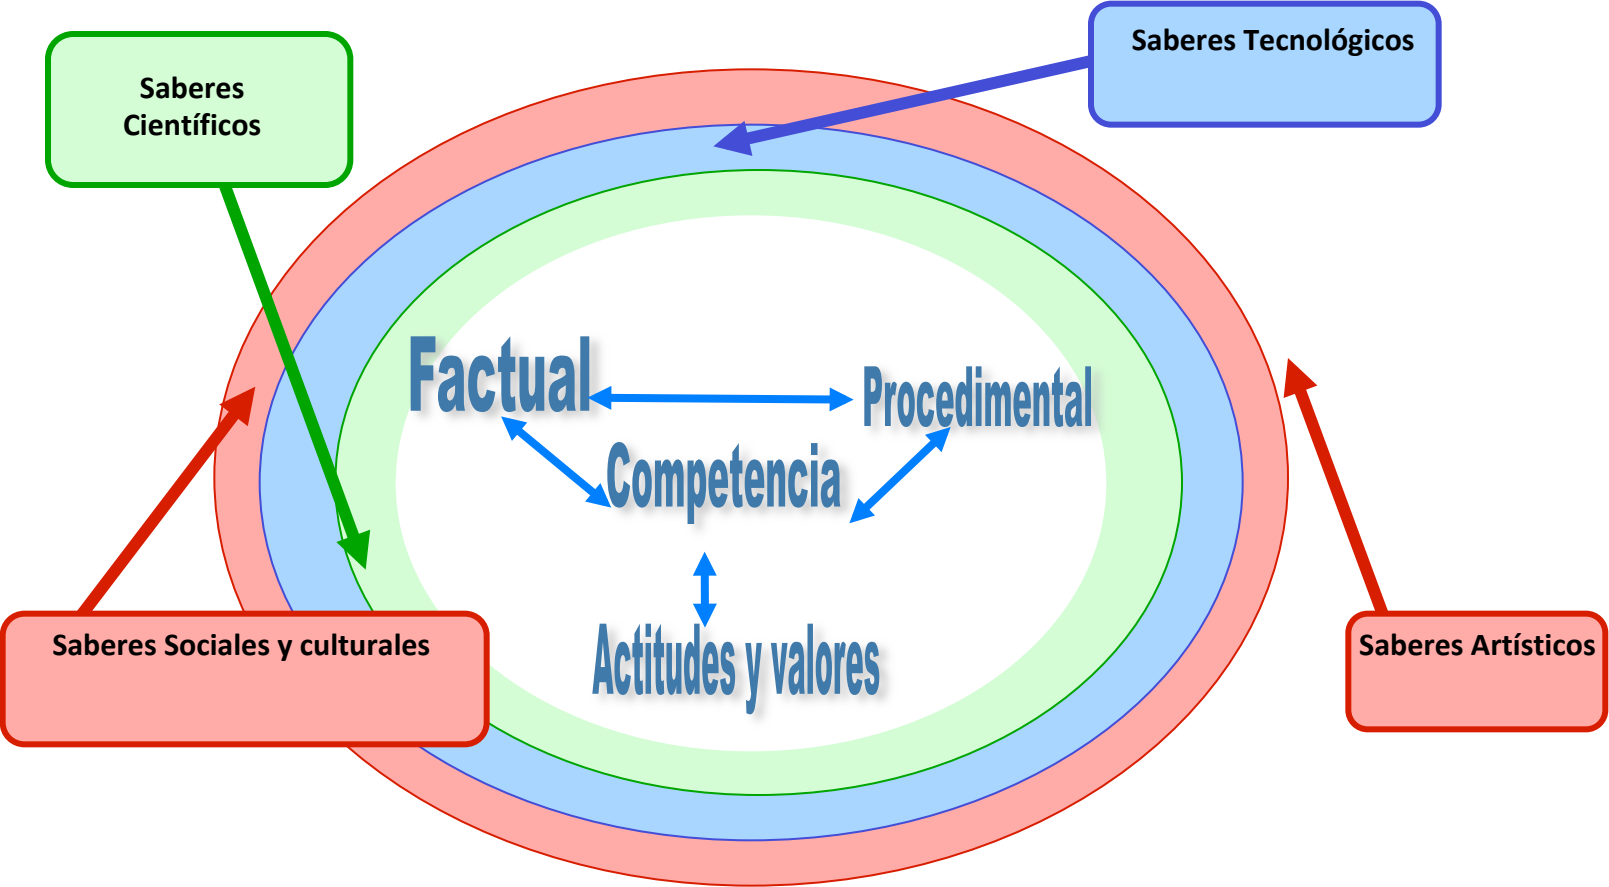 Saberes Tecnológicos
Saberes
Científicos
Factual
Procedimental
Competencia
Actitudes y valores
Saberes Sociales y culturales
Saberes Artísticos